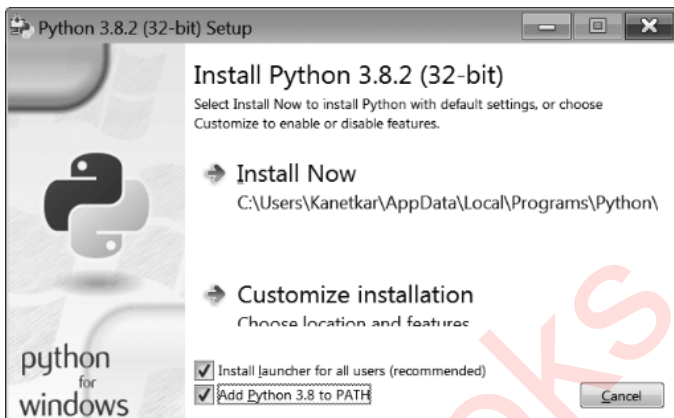 Python 3.8.2 (32-bit) Setup
Install Python 3.8.2 (32-bit)
Select Install Now to install Python with default settings, or choose
Customize to enable or disable features.
Install Now
C:\Users\Kanetkar\AppData\Local\Programs\Python\
Customize installation
Choose location and features
python
for
windows
Install launcher for all users (recommended)
Add Python 3.8 to PATH
Cancel